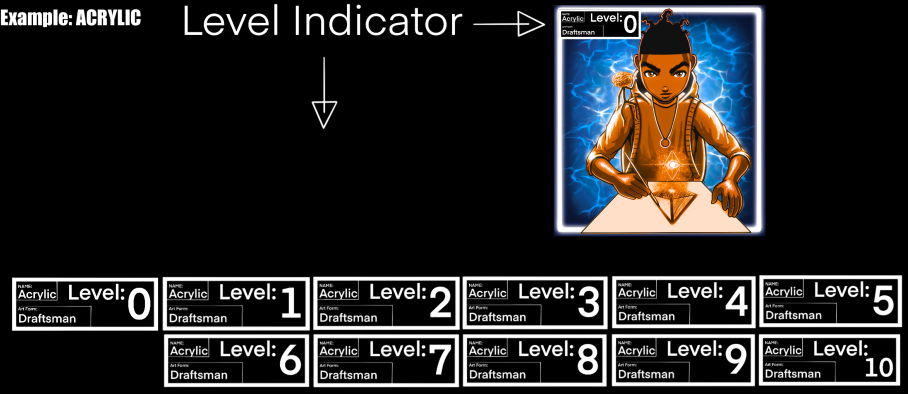 Example: ACRYLIC
Level Indicator
NAME:
Acrylic
Level: 0
Draftsman
NAME:
Acrylic
Level: 0
Art Form:
Draftsman
NAME:
Acrylic
Level: 1
Art Form:
Draftsman
NAME:
Acrylic
Level: 2
Art Form:
Draftsman
NAME:
Acrylic
Level: 3
Art Form:
Draftsman
NAME:
Acrylic
Level: 4
Art Form:
Draftsman
NAME:
Acrylic
Level: 5
Art Form:
Draftsman
NAME:
Acrylic
Level: 6
Art Form:
Draftsman
NAME:
Acrylic
Level: 7
Art Form:
Draftsman
NAME:
Acrylic
Level: 8
Art Form:
Draftsman
NAME:
Acrylic
Level: 9
Art Form:
Draftsman
NAME:
Acrylic
Level: 10
Art Form:
Draftsman